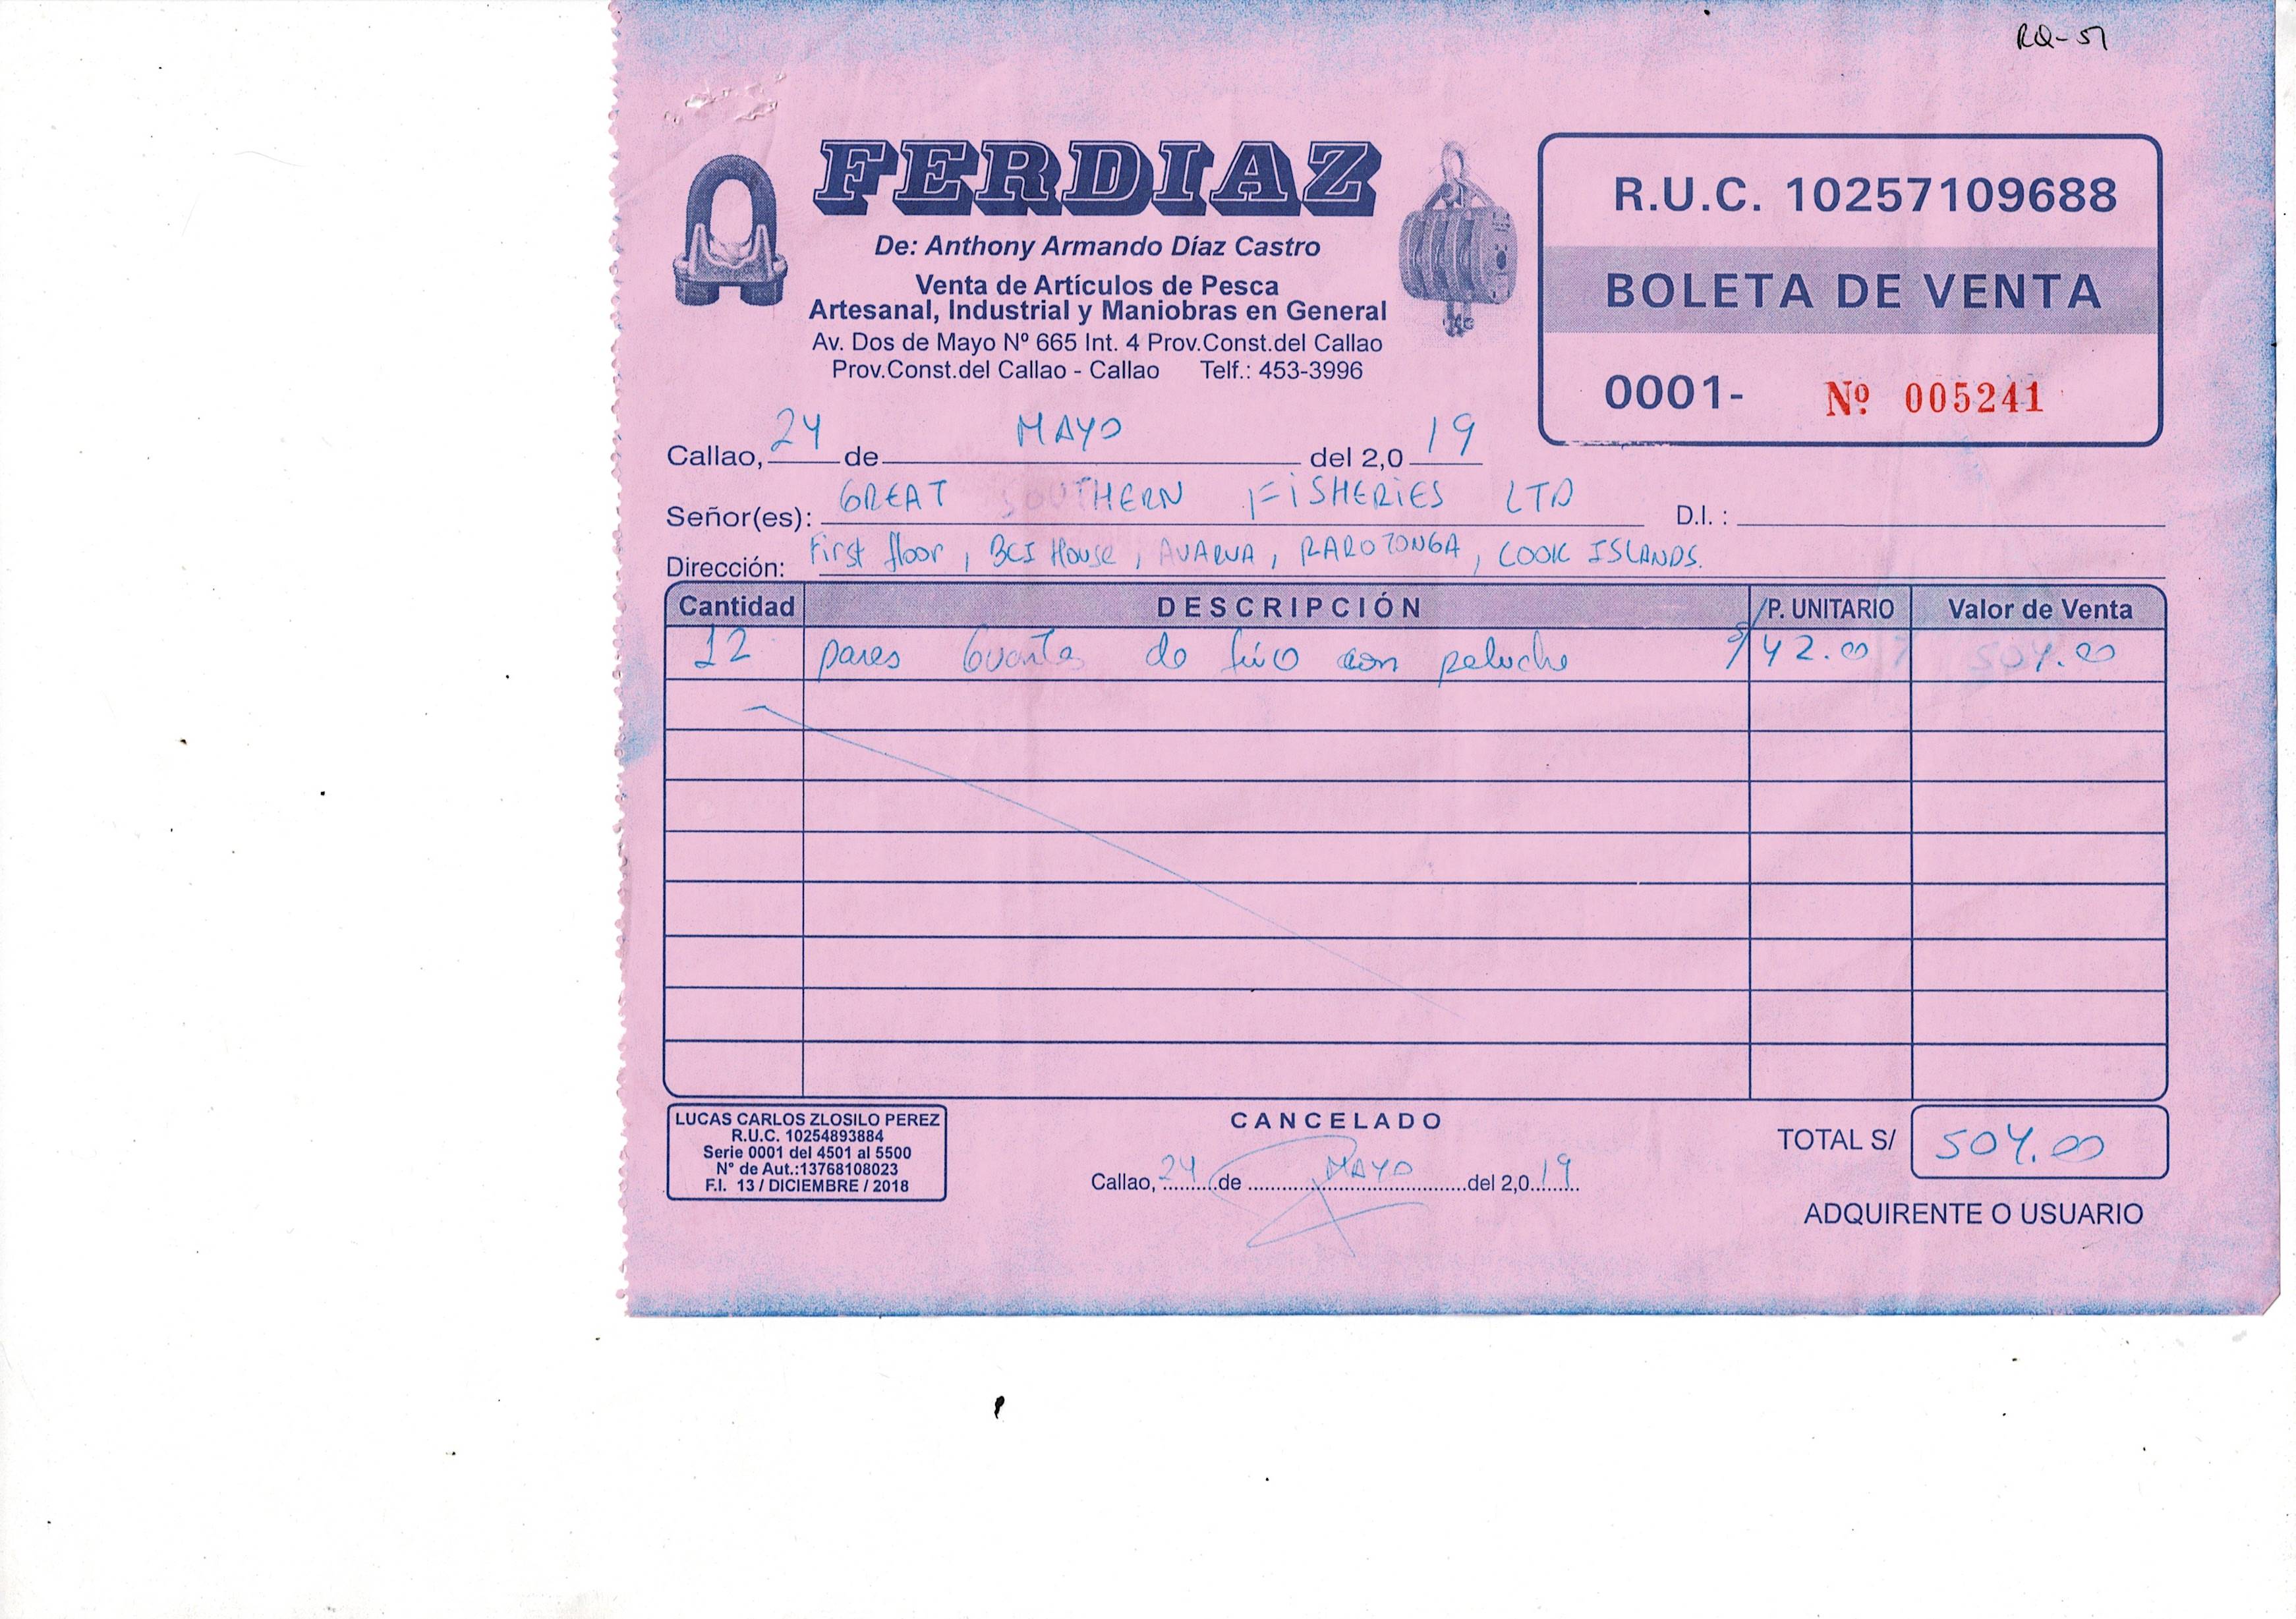 RQ-51
FERDIAZ
De: Anthony Armando Díaz Castro
Venta de Artículos de Pesca
Artesanal, Industrial y Maniobras en General
Av. Dos de Mayo Nº 665 Int. 4 Prov.Const.del Callao
Prov.Const.del Callao - Callao Telf.: 453-3996
R.U.C. 10257109688
BOLETA DE VENTA
0001- Nº 005241
Callao, 24 de MAYO del 2,0 19
Señor(es): GREAT SOUTHERN FISHERIES LTD D.I. :
Dirección: First floor, BCI House, AVARUA, RAROTONGA, COOK ISLANDS.
Cantidad DESCRIPCIÓN P. UNITARIO Valor de Venta
12 pares Guantes de frio con peluche S/ 42.00 504.00
LUCAS CARLOS ZLOSILO PEREZ
R.U.C. 10254893884
Serie 0001 del 4501 al 5500
N° de Aut.:13768108023
F.I. 13 / DICIEMBRE / 2018
CANCELADO
Callao, 24 de MAYO del 2,0 19
TOTAL S/ 504.00
ADQUIRENTE O USUARIO